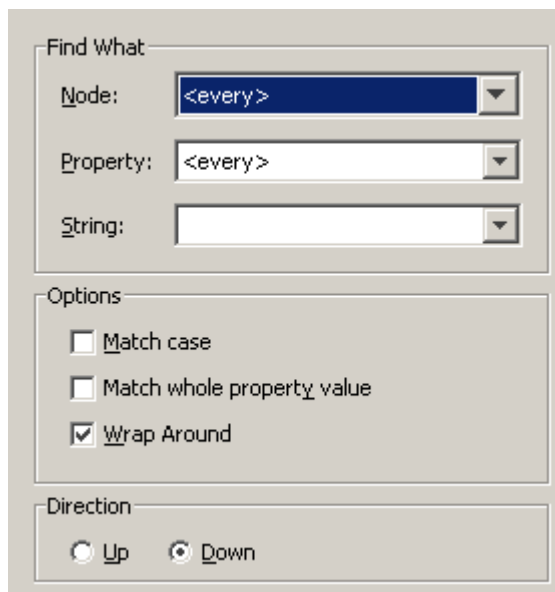 Find What
Node: <every>
Property: <every>
String:
Options
Match case
Match whole property value
Wrap Around
Direction
Up Down